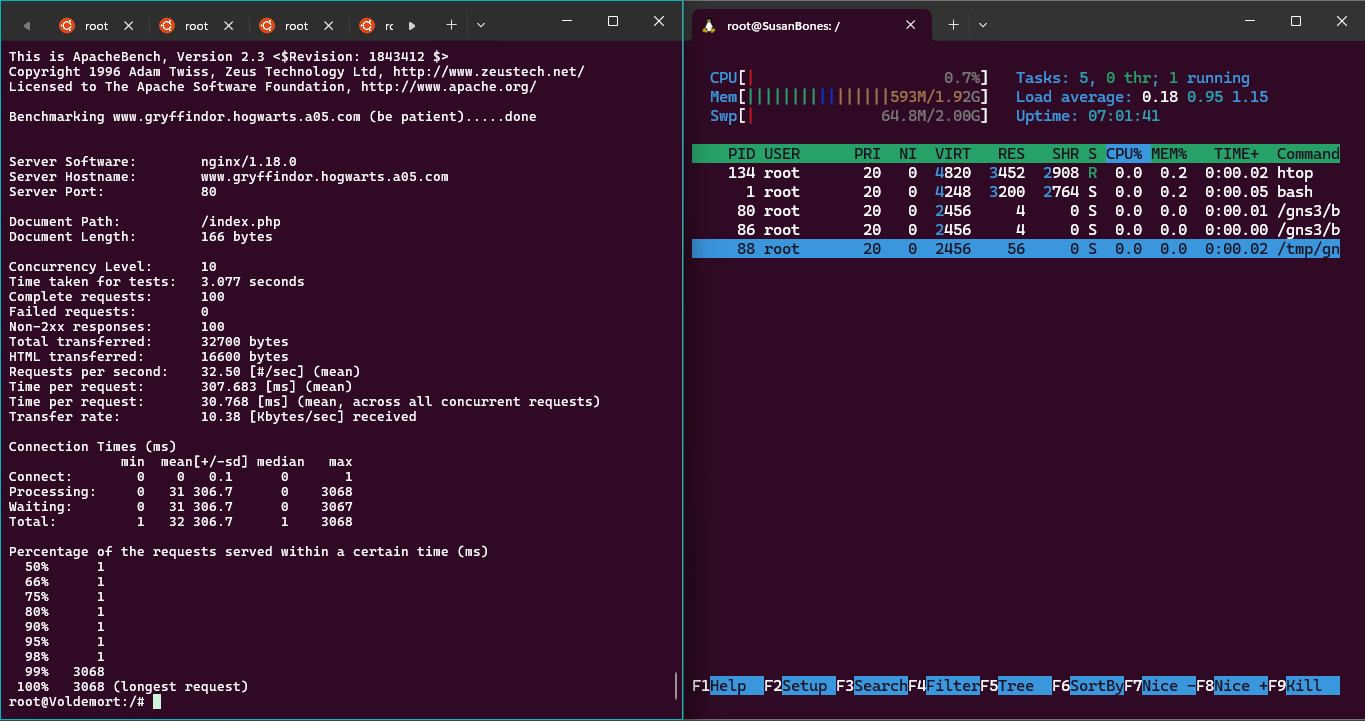 root root root rc
This is ApacheBench, Version 2.3 <$Revision: 1843412 $>
Copyright 1996 Adam Twiss, Zeus Technology Ltd, http://www.zeustech.net/
Licensed to The Apache Software Foundation, http://www.apache.org/
Benchmarking www.gryffindor.hogwarts.a05.com (be patient).....done
Server Software: nginx/1.18.0
Server Hostname: www.gryffindor.hogwarts.a05.com
Server Port: 80
Document Path: /index.php
Document Length: 166 bytes
Concurrency Level: 10
Time taken for tests: 3.077 seconds
Complete requests: 100
Failed requests: 0
Non-2xx responses: 100
Total transferred: 32700 bytes
HTML transferred: 16600 bytes
Requests per second: 32.50 [#/sec] (mean)
Time per request: 307.683 [ms] (mean)
Time per request: 30.768 [ms] (mean, across all concurrent requests)
Transfer rate: 10.38 [Kbytes/sec] received
Connection Times (ms)
min mean[+/-sd] median max
Connect: 0 0 0.1 0 1
Processing: 0 31 306.7 0 3068
Waiting: 0 31 306.7 0 3067
Total: 1 32 306.7 1 3068
Percentage of the requests served within a certain time (ms)
50% 1
66% 1
75% 1
80% 1
90% 1
95% 1
98% 1
99% 3068
100% 3068 (longest request)
root@Voldemort:/#
root@SusanBones: /
CPU[| 0.7%] Tasks: 5, 0 thr; 1 running
Mem[||||||||||||||||593M/1.92G] Load average: 0.18 0.95 1.15
Swp[| 64.8M/2.00G] Uptime: 07:01:41
PID USER PRI NI VIRT RES SHR S CPU% MEM% TIME+ Command
134 root 20 0 4820 3452 2908 R 0.0 0.2 0:00.02 htop
1 root 20 0 4248 3200 2764 S 0.0 0.2 0:00.05 bash
80 root 20 0 2456 4 0 S 0.0 0.0 0:00.01 /gns3/b
86 root 20 0 2456 4 0 S 0.0 0.0 0:00.00 /gns3/b
88 root 20 0 2456 56 0 S 0.0 0.0 0:00.02 /tmp/gn
F1Help F2Setup F3SearchF4FilterF5Tree F6SortByF7Nice -F8Nice +F9Kill